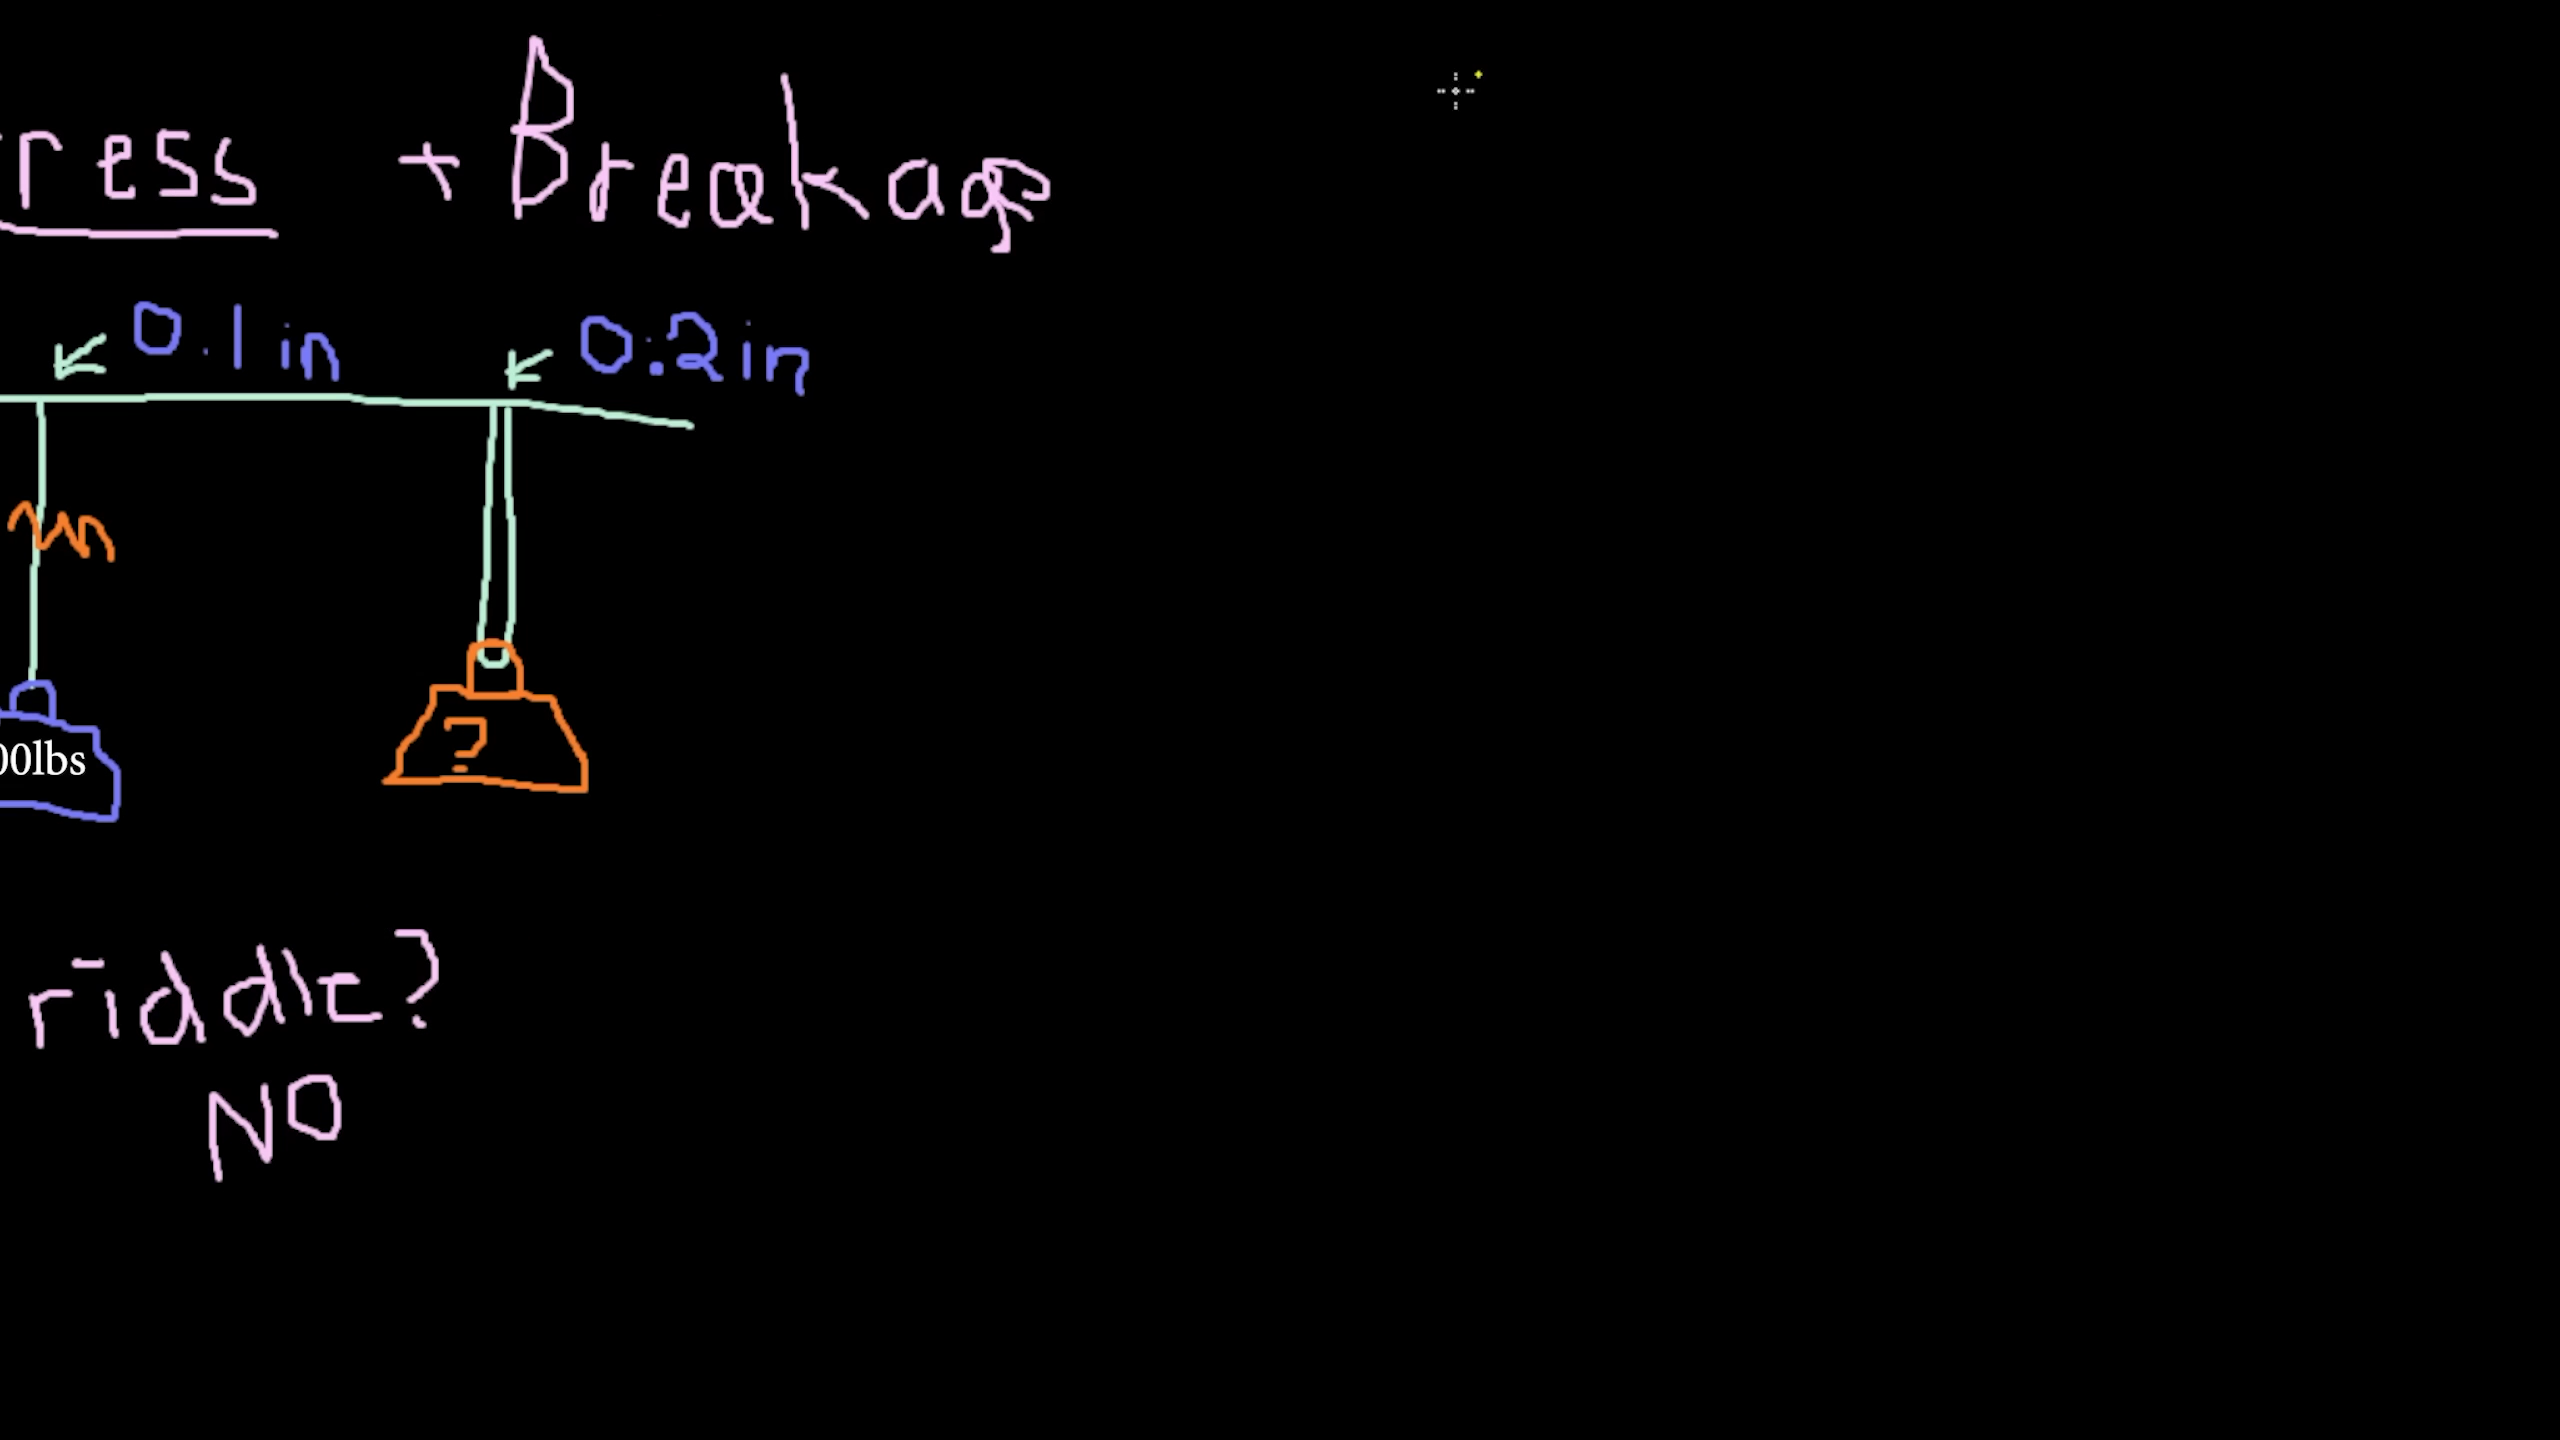 ress + Breakage
0.1in 0.2in
00lbs ?
riddle?
NO